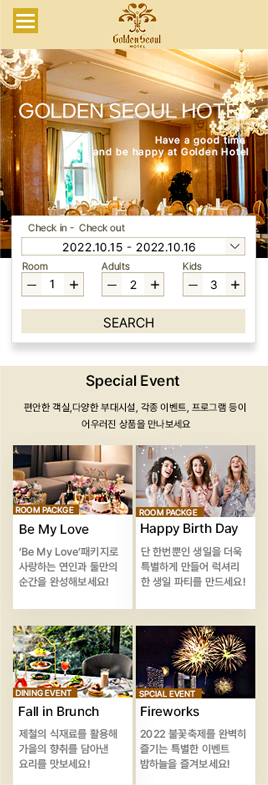 Golden Seoul
HOTEL
GOLDEN SEOUL HOTEL
Have a good time
and be happy at Golden Hotel
Check in - Check out
2022.10.15 - 2022.10.16
Room Adults Kids
− 1 + − 2 + − 3 +
SEARCH
Special Event
편안한 객실,다양한 부대시설, 각종 이벤트, 프로그램 등이
어우러진 상품을 만나보세요
ROOM PACKGE
Be My Love
‘Be My Love’패키지로
사랑하는 연인과 둘만의
순간을 완성해보세요!
ROOM PACKGE
Happy Birth Day
단 한번뿐인 생일을 더욱
특별하게 만들어 럭셔리
한 생일 파티를 만드세요!
DINING EVENT
Fall in Brunch
제철의 식재료를 활용해
가을의 향취를 담아낸
요리를 맛보세요!
SPCIAL EVENT
Fireworks
2022 불꽃축제를 완벽히
즐기는 특별한 이벤트
밤하늘을 즐겨보세요!